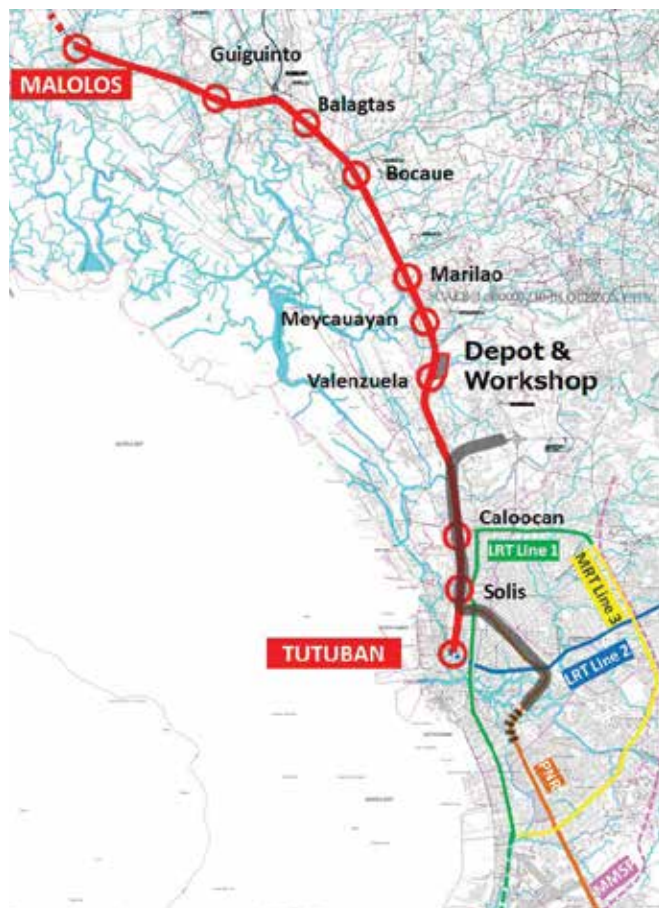 Guiguinto
MALOLOS
Balagtas
Bocaue
Marilao
Meycauayan
Depot &
Workshop
Valenzuela
Caloocan
LRT Line 1
MRT Line 3
Solis
TUTUBAN
LRT Line 2
PNR
MMSP